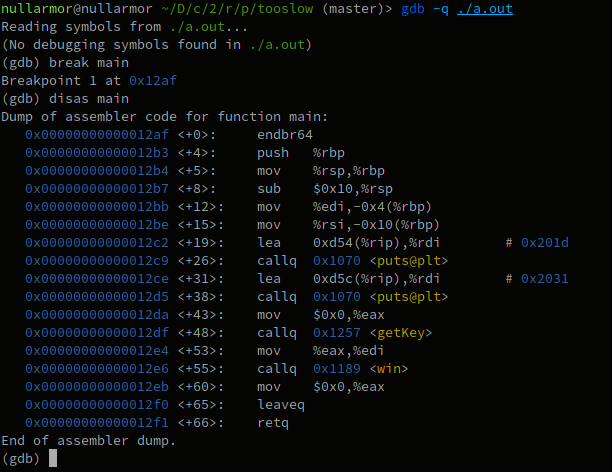 nullarmor@nullarmor ~/D/c/2/r/p/tooslow (master)> gdb -q ./a.out
Reading symbols from ./a.out...
(No debugging symbols found in ./a.out)
(gdb) break main
Breakpoint 1 at 0x12af
(gdb) disas main
Dump of assembler code for function main:
   0x00000000000012af <+0>:     endbr64
   0x00000000000012b3 <+4>:     push   %rbp
   0x00000000000012b4 <+5>:     mov    %rsp,%rbp
   0x00000000000012b7 <+8>:     sub    $0x10,%rsp
   0x00000000000012bb <+12>:    mov    %edi,-0x4(%rbp)
   0x00000000000012be <+15>:    mov    %rsi,-0x10(%rbp)
   0x00000000000012c2 <+19>:    lea    0xd54(%rip),%rdi        # 0x201d
   0x00000000000012c9 <+26>:    callq  0x1070 <puts@plt>
   0x00000000000012ce <+31>:    lea    0xd5c(%rip),%rdi        # 0x2031
   0x00000000000012d5 <+38>:    callq  0x1070 <puts@plt>
   0x00000000000012da <+43>:    mov    $0x0,%eax
   0x00000000000012df <+48>:    callq  0x1257 <getKey>
   0x00000000000012e4 <+53>:    mov    %eax,%edi
   0x00000000000012e6 <+55>:    callq  0x1189 <win>
   0x00000000000012eb <+60>:    mov    $0x0,%eax
   0x00000000000012f0 <+65>:    leaveq
   0x00000000000012f1 <+66>:    retq
End of assembler dump.
(gdb)